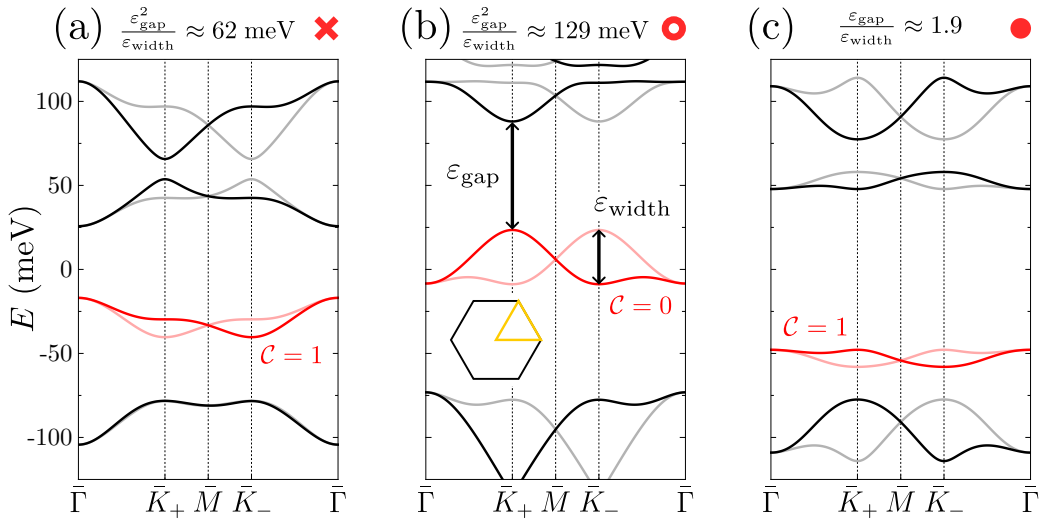 (a) ε²gap/εwidth ≈ 62 meV
(b) ε²gap/εwidth ≈ 129 meV
(c) εgap/εwidth ≈ 1.9
E (meV)
100
50
0
-50
-100
C = 1
Γ̄ K̄₊ M̄ K̄₋ Γ̄
εgap
εwidth
C = 0
Γ̄ K̄₊ M̄ K̄₋ Γ̄
C = 1
Γ̄ K̄₊ M̄ K̄₋ Γ̄